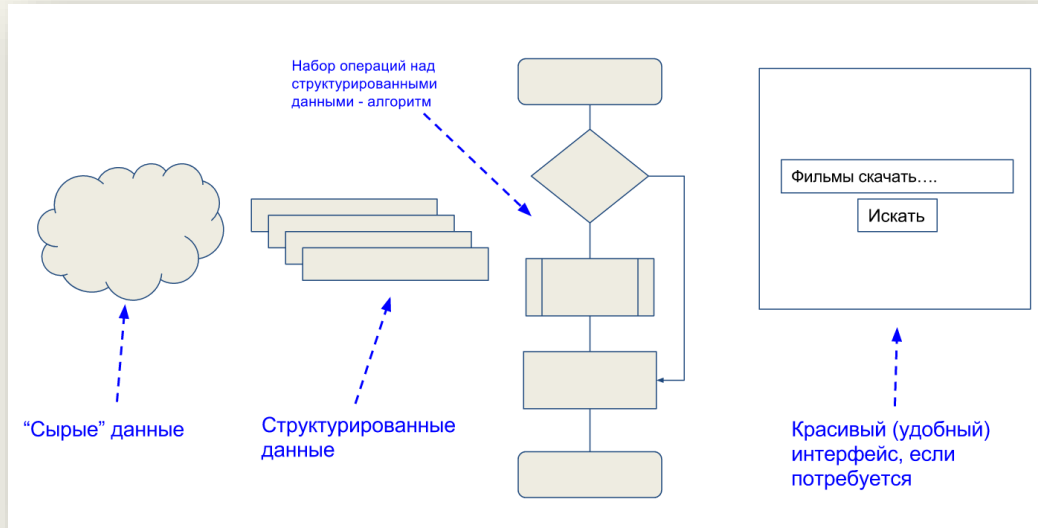 Набор операций над
структурированными
данными - алгоритм
Фильмы скачать….
Искать
“Сырые” данные
Структурированные
данные
Красивый (удобный)
интерфейс, если
потребуется